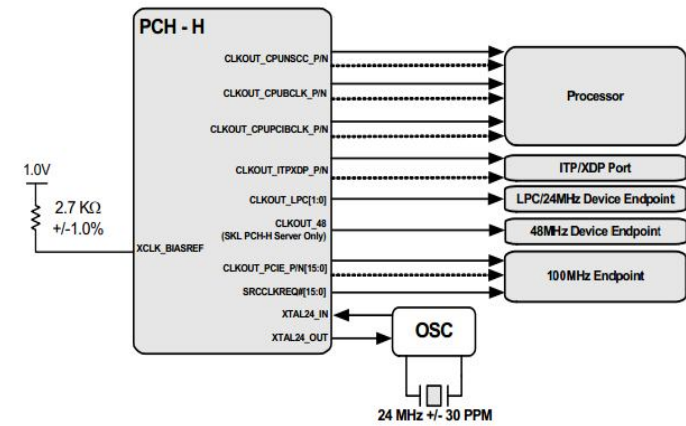 PCH - H
CLKOUT_CPUNSCC_P/N
CLKOUT_CPUBCLK_P/N
Processor
CLKOUT_CPUPCIBCLK_P/N
1.0V
CLKOUT_ITPXDP_P/N
ITP/XDP Port
2.7 KΩ
+/-1.0%
CLKOUT_LPC[1:0]
LPC/24MHz Device Endpoint
CLKOUT_48
(SKL PCH-H Server Only)
48MHz Device Endpoint
XCLK_BIASREF
CLKOUT_PCIE_P/N[15:0]
100MHz Endpoint
SRCCLKREQ#[15:0]
XTAL24_IN
OSC
XTAL24_OUT
24 MHz +/- 30 PPM